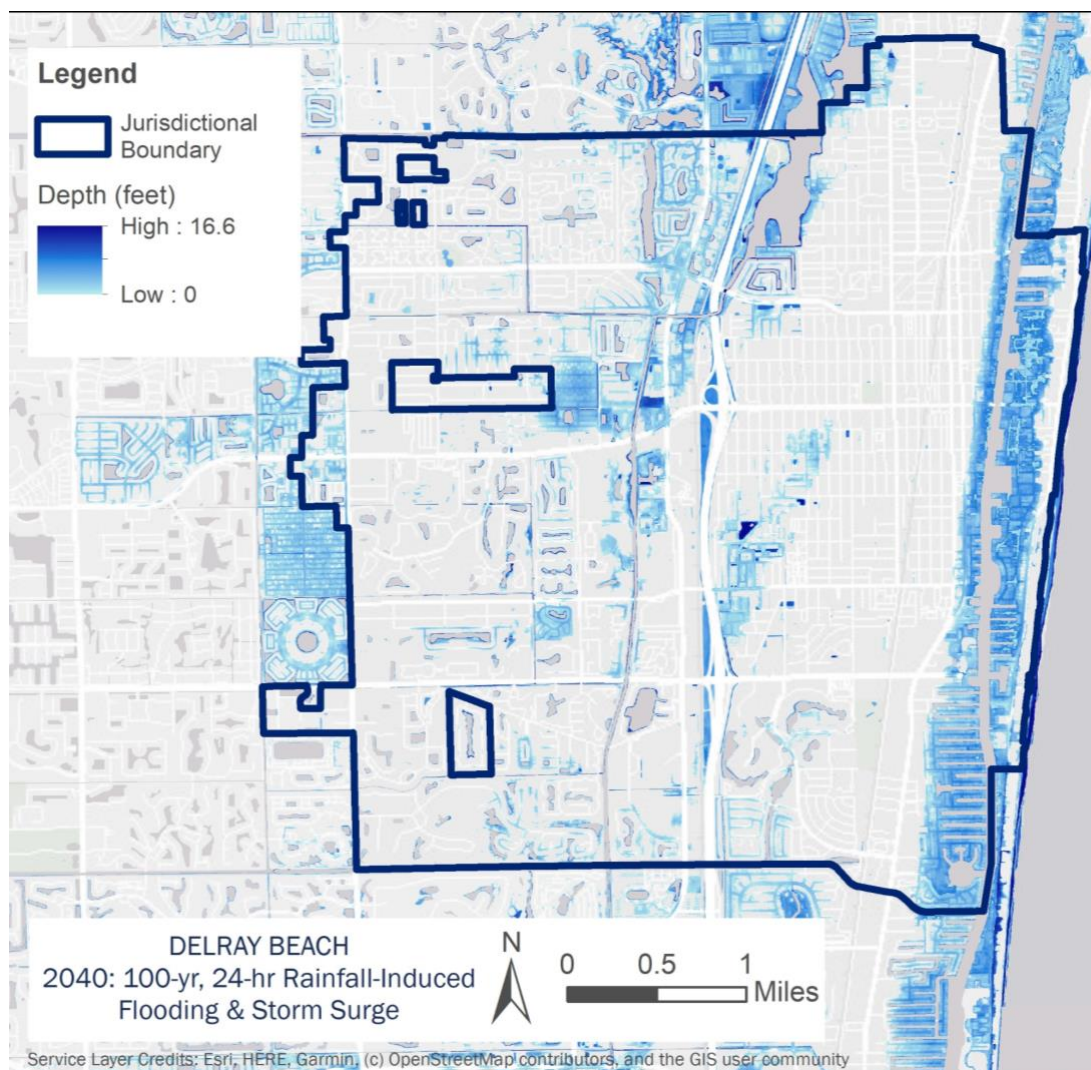 Legend
Jurisdictional
Boundary
Depth (feet)
High : 16.6
Low : 0
DELRAY BEACH
2040: 100-yr, 24-hr Rainfall-Induced
Flooding & Storm Surge
N
0 0.5 1
Miles
Service Layer Credits: Esri, HERE, Garmin, (c) OpenStreetMap contributors, and the GIS user community